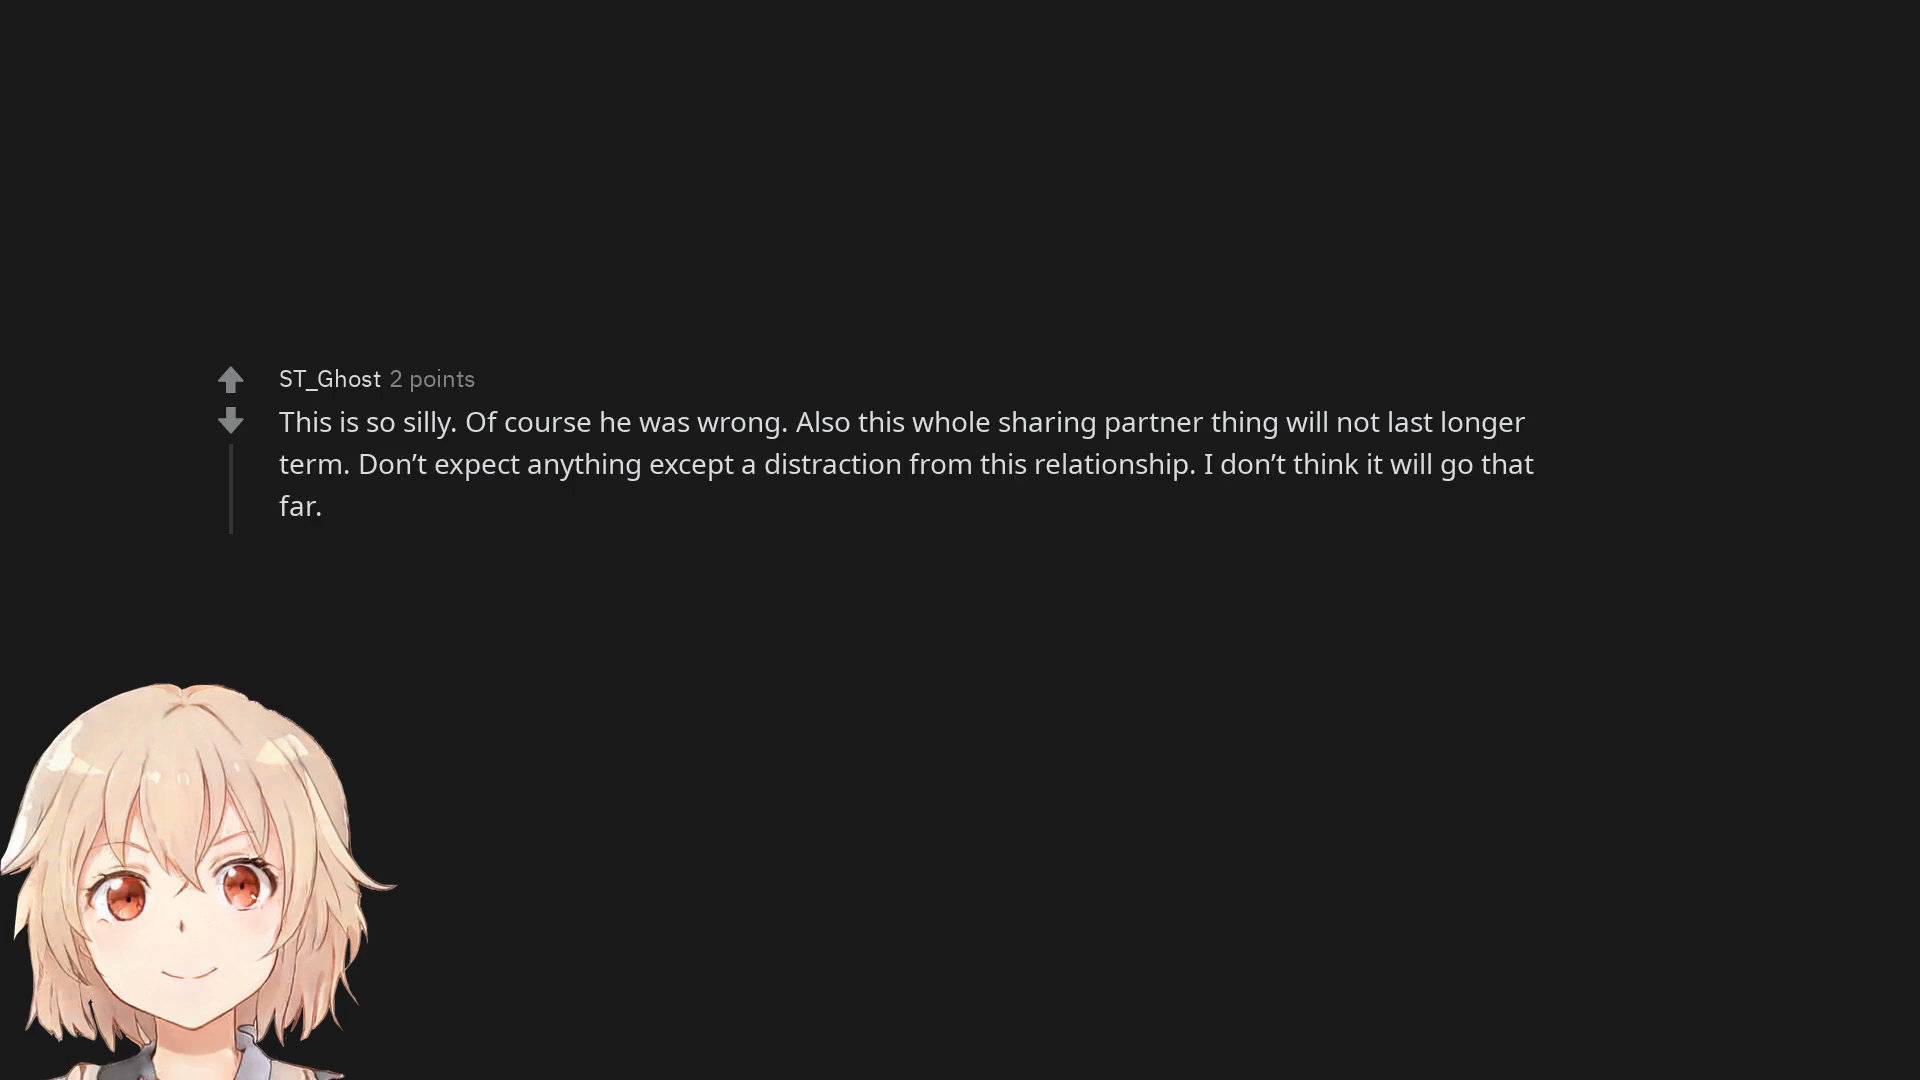 ST_Ghost 2 points
This is so silly. Of course he was wrong. Also this whole sharing partner thing will not last longer
term. Don’t expect anything except a distraction from this relationship. I don’t think it will go that
far.